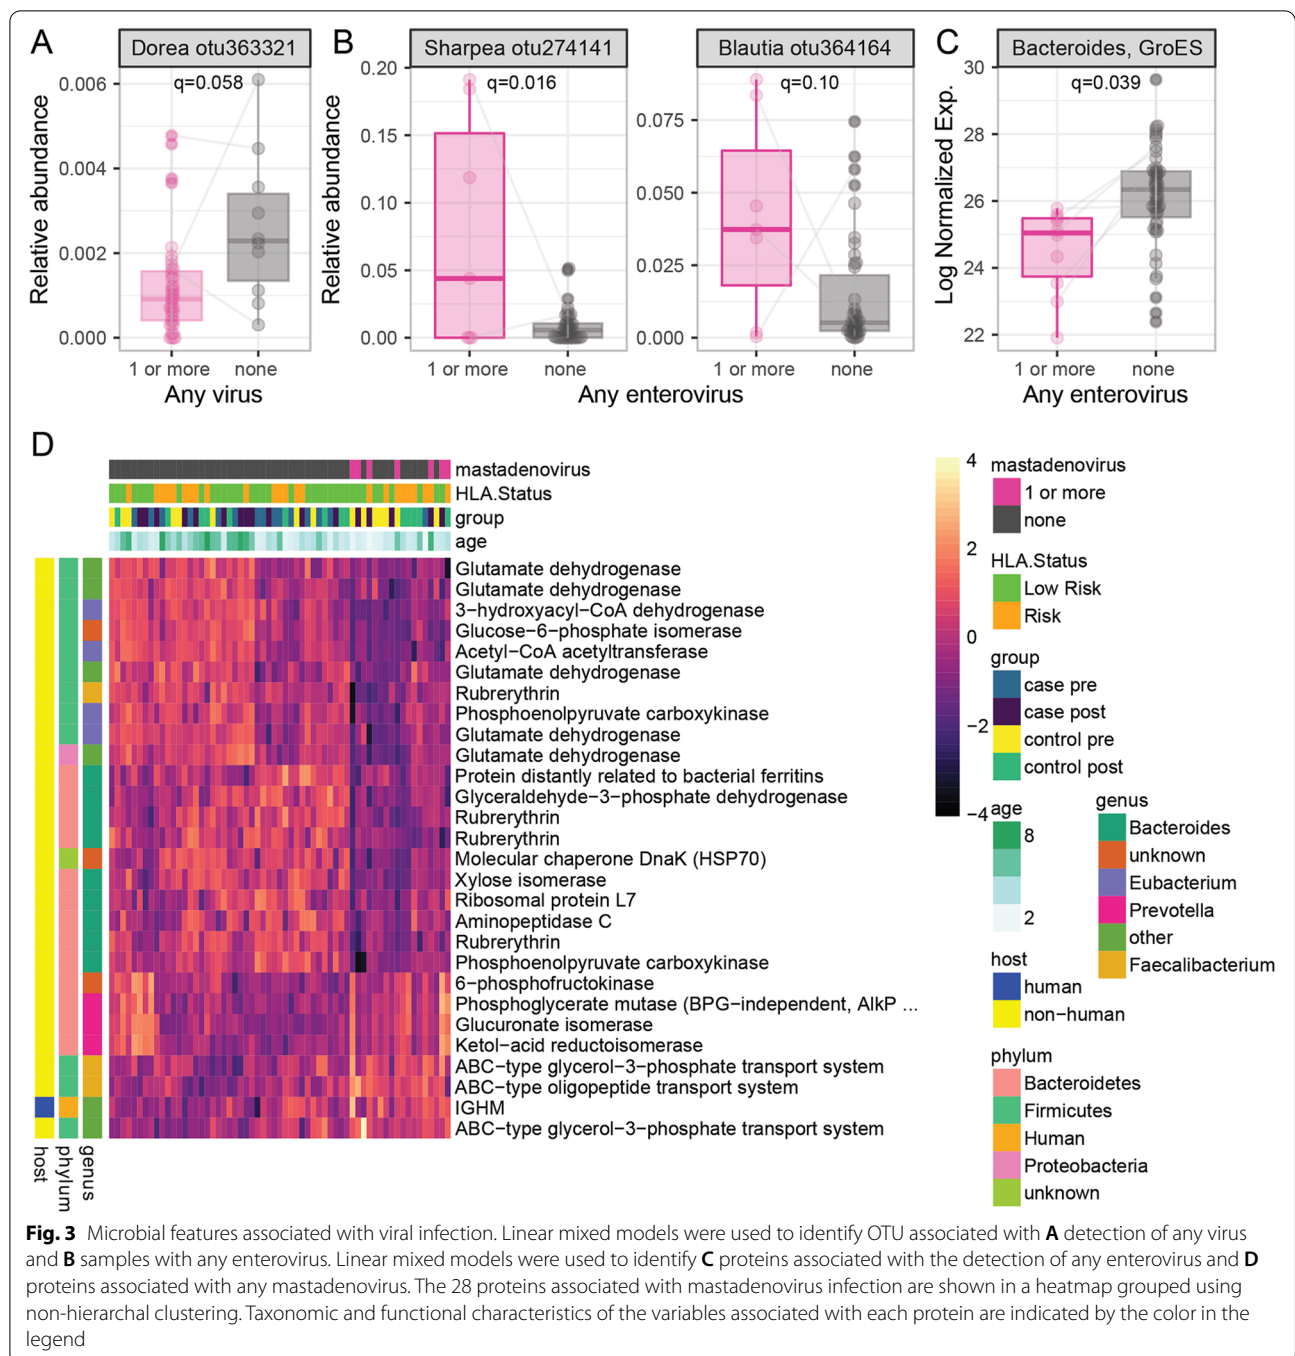 A
Dorea otu363321
q=0.058
Relative abundance
0.006
0.004
0.002
0.000
1 or more
none
Any virus
B
Sharpea otu274141
q=0.016
Relative abundance
0.20
0.15
0.10
0.05
0.00
1 or more
none
Blautia otu364164
q=0.10
0.075
0.050
0.025
0.000
1 or more
none
Any enterovirus
C
Bacteroides, GroES
q=0.039
Log Normalized Exp.
30
28
26
24
22
1 or more
none
Any enterovirus
D
mastadenovirus
HLA.Status
group
age
Glutamate dehydrogenase
Glutamate dehydrogenase
3−hydroxyacyl−CoA dehydrogenase
Glucose−6−phosphate isomerase
Acetyl−CoA acetyltransferase
Glutamate dehydrogenase
Rubrerythrin
Phosphoenolpyruvate carboxykinase
Glutamate dehydrogenase
Glutamate dehydrogenase
Protein distantly related to bacterial ferritins
Glyceraldehyde−3−phosphate dehydrogenase
Rubrerythrin
Rubrerythrin
Molecular chaperone DnaK (HSP70)
Xylose isomerase
Ribosomal protein L7
Aminopeptidase C
Rubrerythrin
Phosphoenolpyruvate carboxykinase
6−phosphofructokinase
Phosphoglycerate mutase (BPG−independent, AlkP ...
Glucuronate isomerase
Ketol−acid reductoisomerase
ABC−type glycerol−3−phosphate transport system
ABC−type oligopeptide transport system
IGHM
ABC−type glycerol−3−phosphate transport system
host
phylum
genus
4
2
0
−2
−4
mastadenovirus
1 or more
none
HLA.Status
Low Risk
Risk
group
case pre
case post
control pre
control post
age
8
2
genus
Bacteroides
unknown
Eubacterium
Prevotella
other
Faecalibacterium
host
human
non−human
phylum
Bacteroidetes
Firmicutes
Human
Proteobacteria
unknown
Fig. 3 Microbial features associated with viral infection. Linear mixed models were used to identify OTU associated with A detection of any virus
and B samples with any enterovirus. Linear mixed models were used to identify C proteins associated with the detection of any enterovirus and D
proteins associated with any mastadenovirus. The 28 proteins associated with mastadenovirus infection are shown in a heatmap grouped using
non-hierarchal clustering. Taxonomic and functional characteristics of the variables associated with each protein are indicated by the color in the
legend